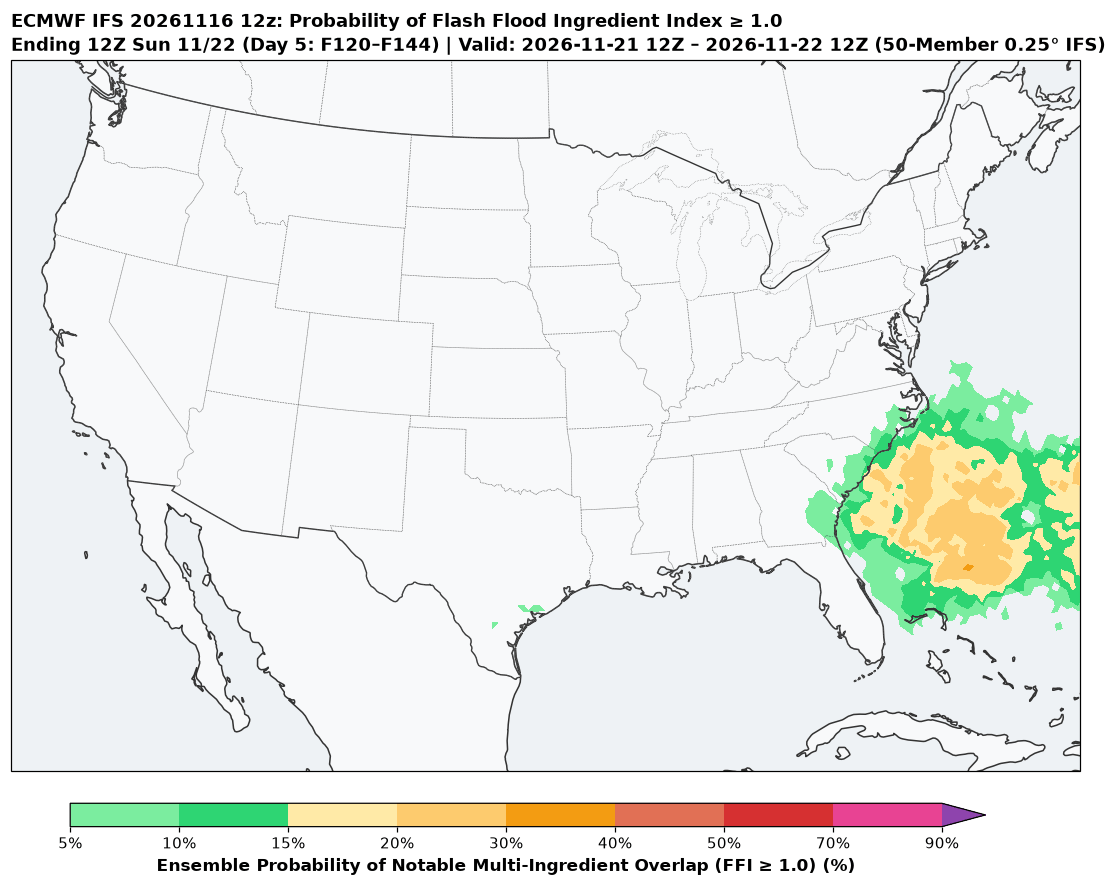 ECMWF IFS 20261116 12z: Probability of Flash Flood Ingredient Index ≥ 1.0
Ending 12Z Sun 11/22 (Day 5: F120–F144) | Valid: 2026-11-21 12Z – 2026-11-22 12Z (50-Member 0.25° IFS)
5% 10% 15% 20% 30% 40% 50% 70% 90%
Ensemble Probability of Notable Multi-Ingredient Overlap (FFI ≥ 1.0) (%)